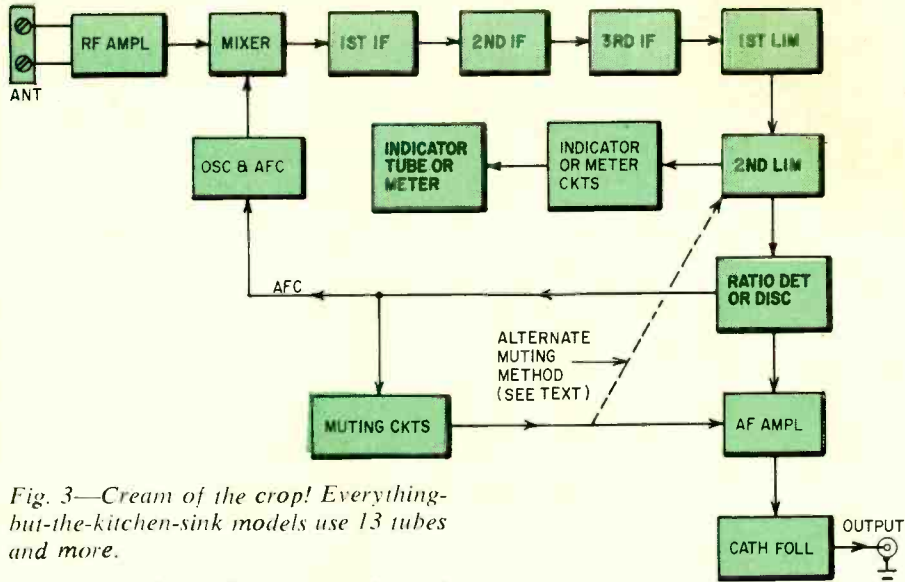 RF AMPL
MIXER
1ST IF
2ND IF
3RD IF
1ST LIM
ANT
OSC & AFC
INDICATOR
TUBE OR
METER
INDICATOR
OR METER
CKTS
2ND LIM
AFC
RATIO DET
OR DISC
ALTERNATE
MUTING
METHOD
(SEE TEXT)
MUTING CKTS
AF AMPL
Fig. 3—Cream of the crop! Everything-
but-the-kitchen-sink models use 13 tubes
and more.
CATH FOLL
OUTPUT